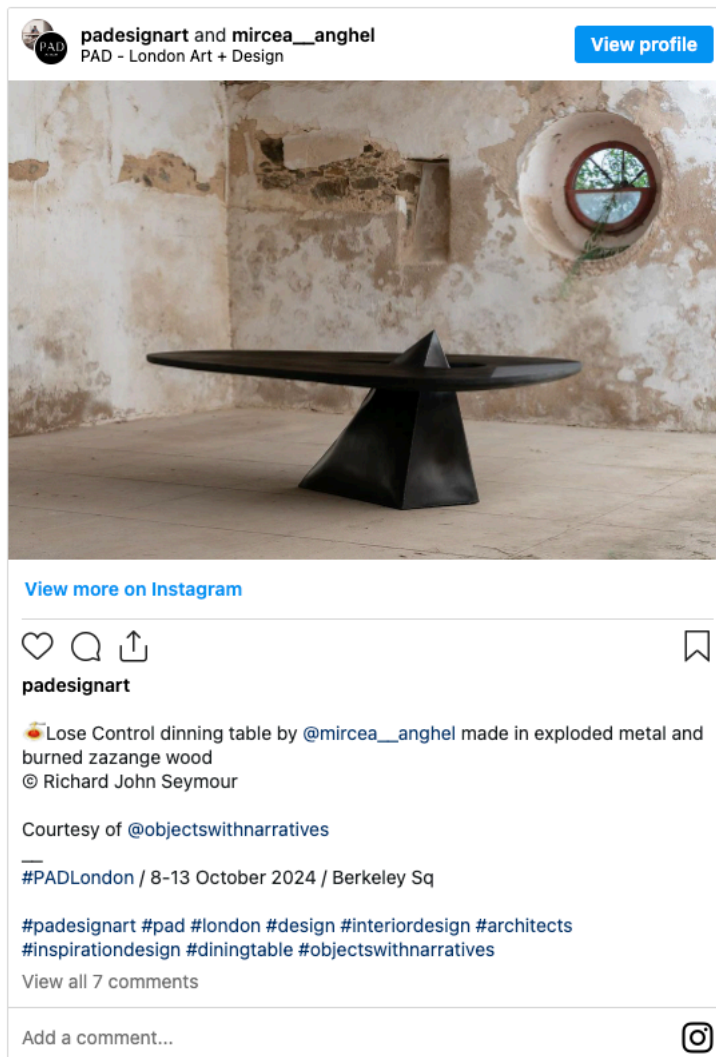 padesignart and mircea__anghel
PAD - London Art + Design
View profile
PAD
View more on Instagram
padesignart
Lose Control dinning table by @mircea__anghel made in exploded metal and
burned zazange wood
© Richard John Seymour
Courtesy of @objectswithnarratives
__
#PADLondon / 8-13 October 2024 / Berkeley Sq
#padesignart #pad #london #design #interiordesign #architects
#inspirationdesign #diningtable #objectswithnarratives
View all 7 comments
Add a comment...